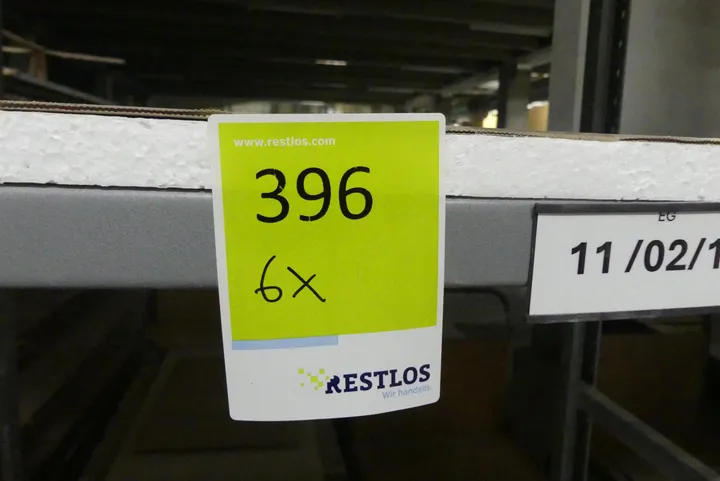 www.restlos.com
396
6x
RESTLOS
Wir handeln.
EG
11/02/1